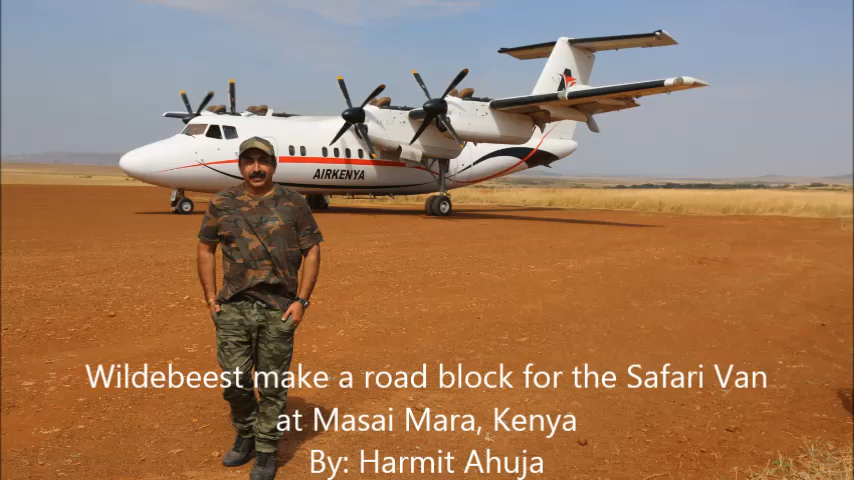 AIRKENYA
Wildebeest make a road block for the Safari Van
at Masai Mara, Kenya
By: Harmit Ahuja